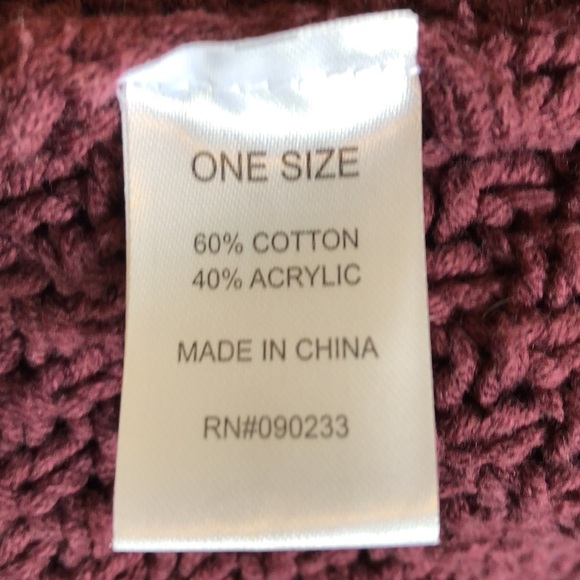 ONE SIZE
60% COTTON
40% ACRYLIC
MADE IN CHINA
RN#090233